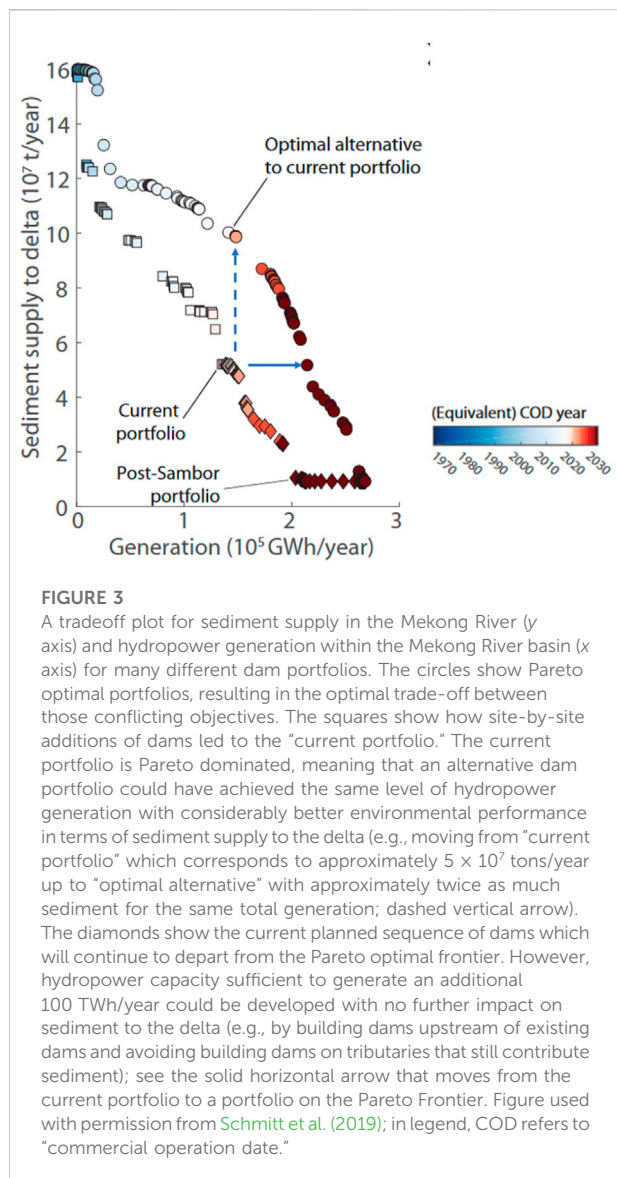 16
14
12
10
8
6
4
2
0
Sediment supply to delta (10⁷ t/year)
Optimal alternative
to current portfolio
Current
portfolio
Post-Sambor
portfolio
0 1 2 3
Generation (10⁵ GWh/year)
(Equivalent) COD year
1970 1980 1990 2000 2010 2020 2030
FIGURE 3
A tradeoff plot for sediment supply in the Mekong River (y
axis) and hydropower generation within the Mekong River basin (x
axis) for many different dam portfolios. The circles show Pareto
optimal portfolios, resulting in the optimal trade-off between
those conflicting objectives. The squares show how site-by-site
additions of dams led to the "current portfolio." The current
portfolio is Pareto dominated, meaning that an alternative dam
portfolio could have achieved the same level of hydropower
generation with considerably better environmental performance
in terms of sediment supply to the delta (e.g., moving from "current
portfolio" which corresponds to approximately 5 × 10⁷ tons/year
up to "optimal alternative" with approximately twice as much
sediment for the same total generation; dashed vertical arrow).
The diamonds show the current planned sequence of dams which
will continue to depart from the Pareto optimal frontier. However,
hydropower capacity sufficient to generate an additional
100 TWh/year could be developed with no further impact on
sediment to the delta (e.g., by building dams upstream of existing
dams and avoiding building dams on tributaries that still contribute
sediment); see the solid horizontal arrow that moves from the
current portfolio to a portfolio on the Pareto Frontier. Figure used
with permission from Schmitt et al. (2019); in legend, COD refers to
"commercial operation date."